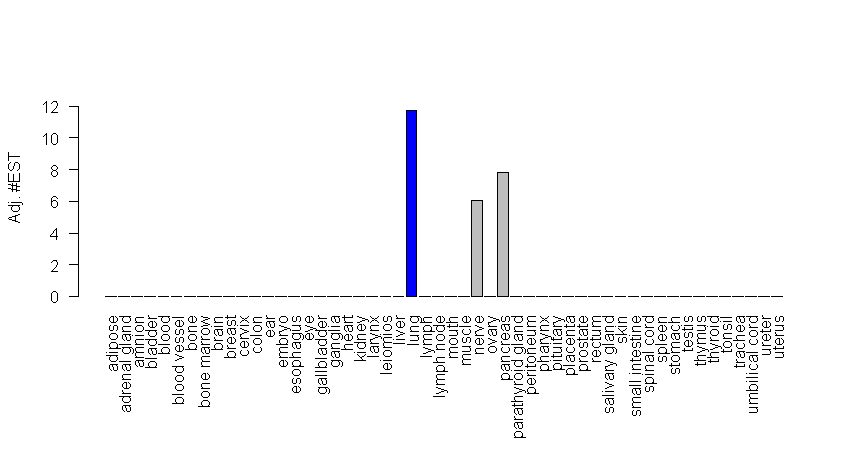 Adj. #EST
12
10
8
6
4
2
0
adipose
adrenal gland
amnion
bladder
blood
blood vessel
bone
bone marrow
brain
breast
cervix
colon
ear
embryo
esophagus
eye
gallbladder
ganglia
heart
kidney
larynx
leiomios
liver
lung
lymph
lymph node
mouth
muscle
nerve
ovary
pancreas
parathyroid gland
peritoneum
pharynx
pituitary
placenta
prostate
rectum
salivary gland
skin
small intestine
spinal cord
spleen
stomach
testis
thymus
thyroid
tonsil
trachea
umbilical cord
ureter
uterus